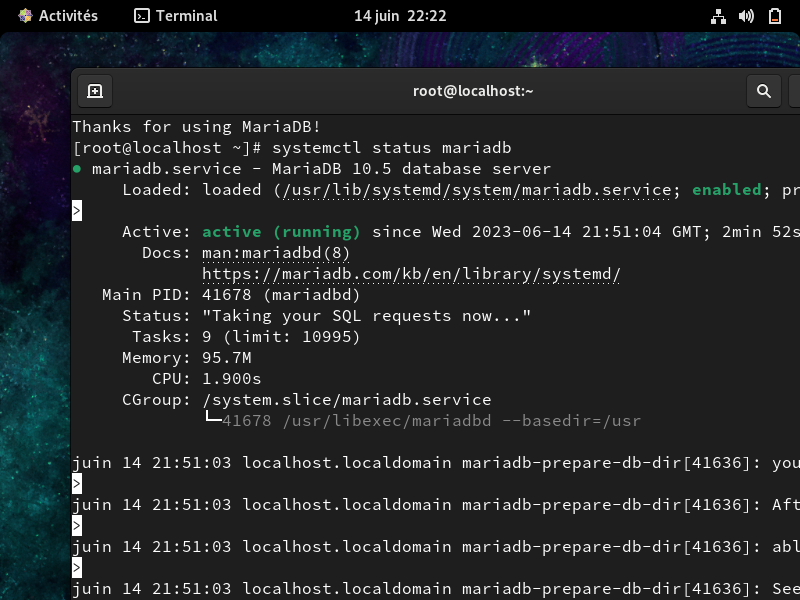 Activités Terminal 14 juin 22:22
root@localhost:~
Thanks for using MariaDB!
[root@localhost ~]# systemctl status mariadb
● mariadb.service - MariaDB 10.5 database server
Loaded: loaded (/usr/lib/systemd/system/mariadb.service; enabled; pr
>
Active: active (running) since Wed 2023-06-14 21:51:04 GMT; 2min 52s
Docs: man:mariadbd(8)
https://mariadb.com/kb/en/library/systemd/
Main PID: 41678 (mariadbd)
Status: "Taking your SQL requests now..."
Tasks: 9 (limit: 10995)
Memory: 95.7M
CPU: 1.900s
CGroup: /system.slice/mariadb.service
└─41678 /usr/libexec/mariadbd --basedir=/usr
juin 14 21:51:03 localhost.localdomain mariadb-prepare-db-dir[41636]: you
>
juin 14 21:51:03 localhost.localdomain mariadb-prepare-db-dir[41636]: Aft
>
juin 14 21:51:03 localhost.localdomain mariadb-prepare-db-dir[41636]: abl
>
juin 14 21:51:03 localhost.localdomain mariadb-prepare-db-dir[41636]: See